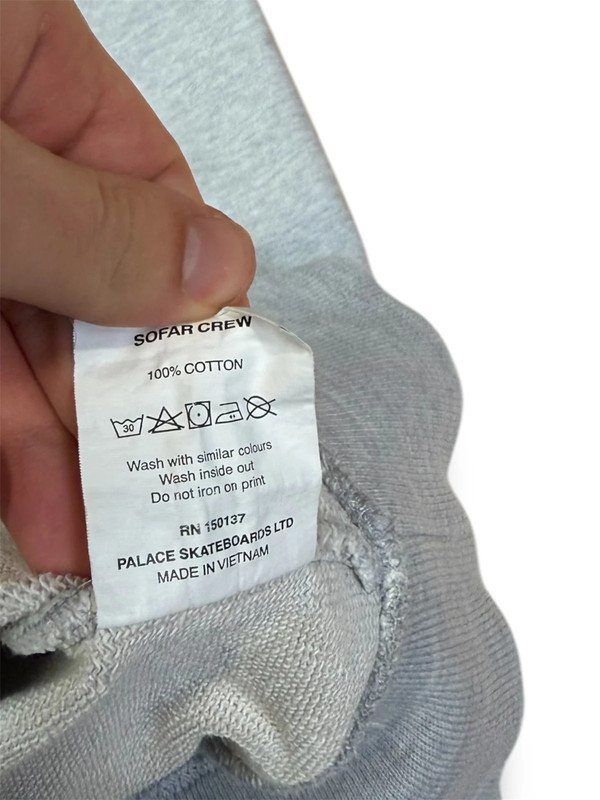 SOFAR CREW
100% COTTON
30
Wash with similar colours
Wash inside out
Do not iron on print
RN 150137
PALACE SKATEBOARDS LTD
MADE IN VIETNAM